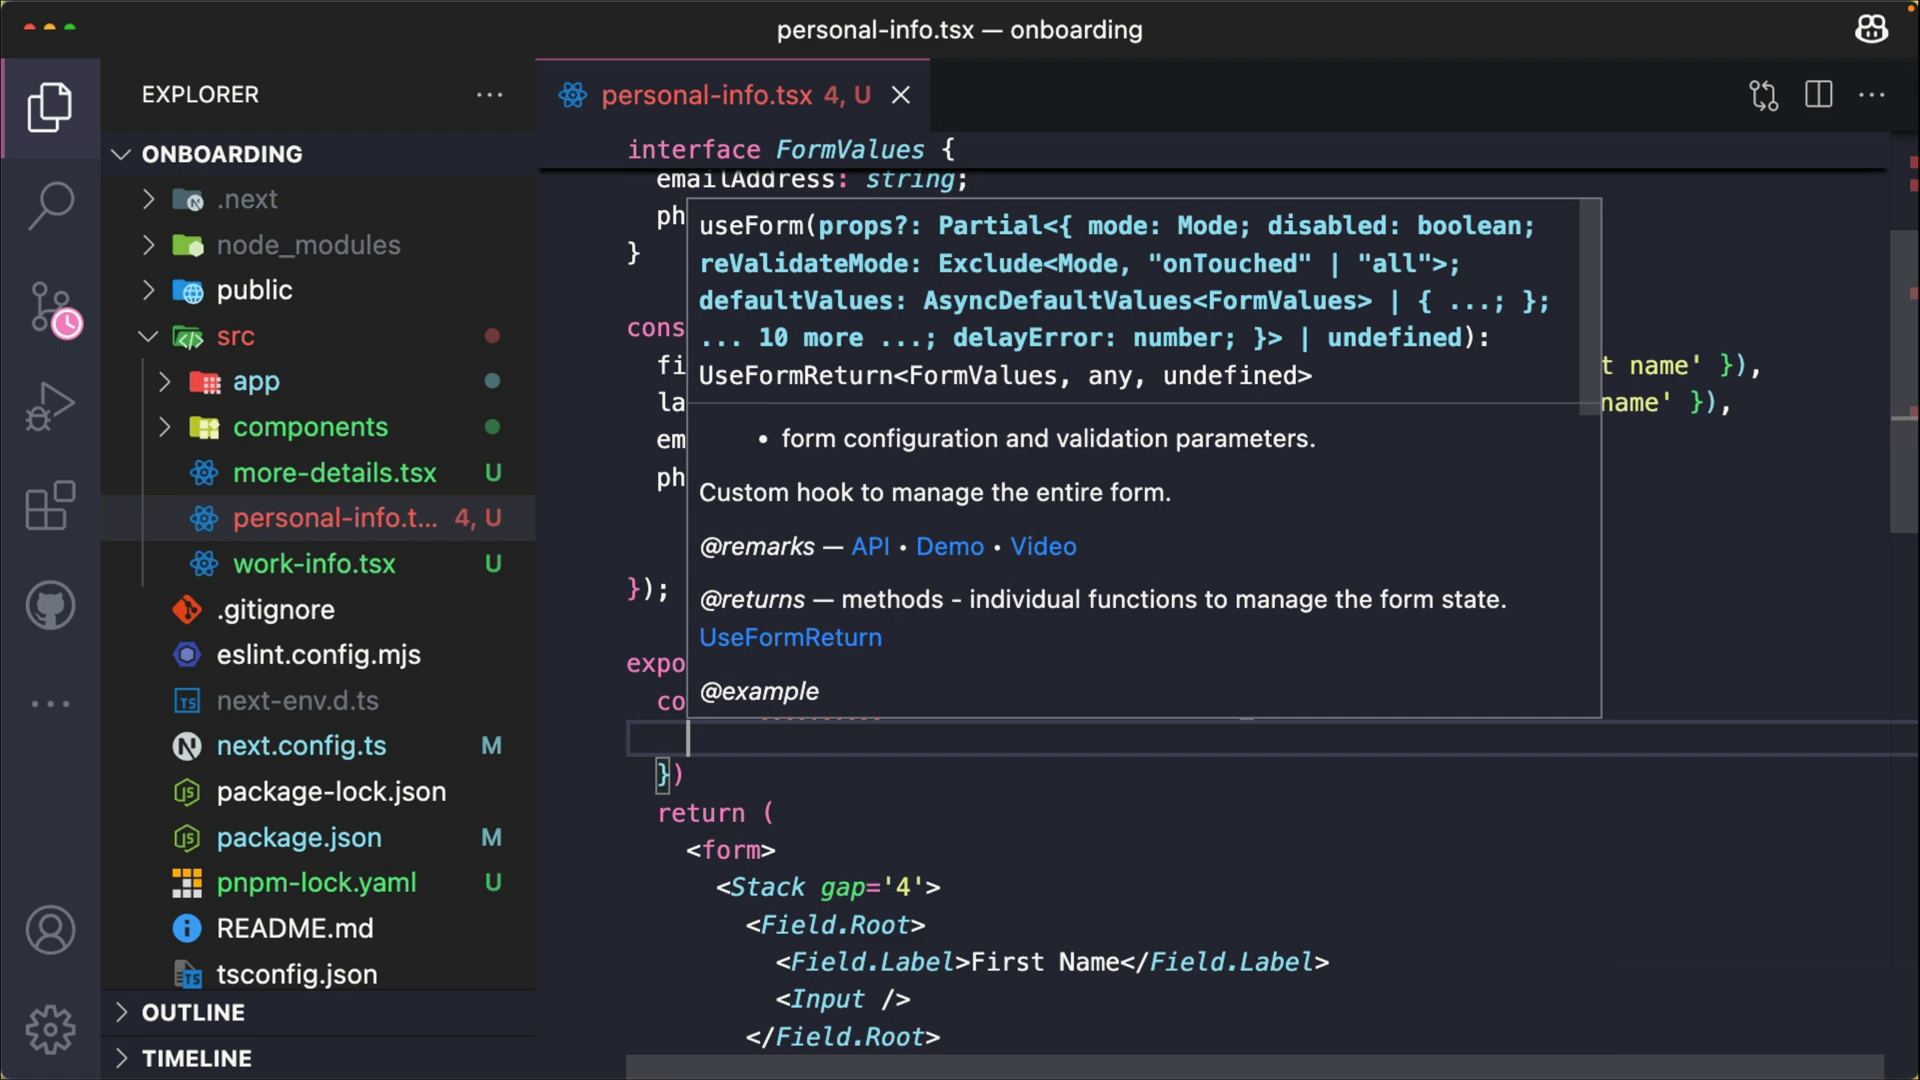 personal-info.tsx — onboarding
EXPLORER
ONBOARDING
.next
node_modules
public
src
app
components
more-details.tsx U
personal-info.t... 4, U
work-info.tsx U
.gitignore
eslint.config.mjs
next-env.d.ts
next.config.ts M
package-lock.json
package.json M
pnpm-lock.yaml U
README.md
tsconfig.json
OUTLINE
TIMELINE
personal-info.tsx 4, U
interface FormValues {
emailAddress: string;
ph
}
cons
fi t name' }),
la name' }),
em
ph
});
expo
co
useForm(props?: Partial<{ mode: Mode; disabled: boolean;
reValidateMode: Exclude<Mode, "onTouched" | "all">;
defaultValues: AsyncDefaultValues<FormValues> | { ...; };
... 10 more ...; delayError: number; }> | undefined):
UseFormReturn<FormValues, any, undefined>
• form configuration and validation parameters.
Custom hook to manage the entire form.
@remarks — API • Demo • Video
@returns — methods - individual functions to manage the form state.
UseFormReturn
@example
})
return (
<form>
<Stack gap='4'>
<Field.Root>
<Field.Label>First Name</Field.Label>
<Input />
</Field.Root>